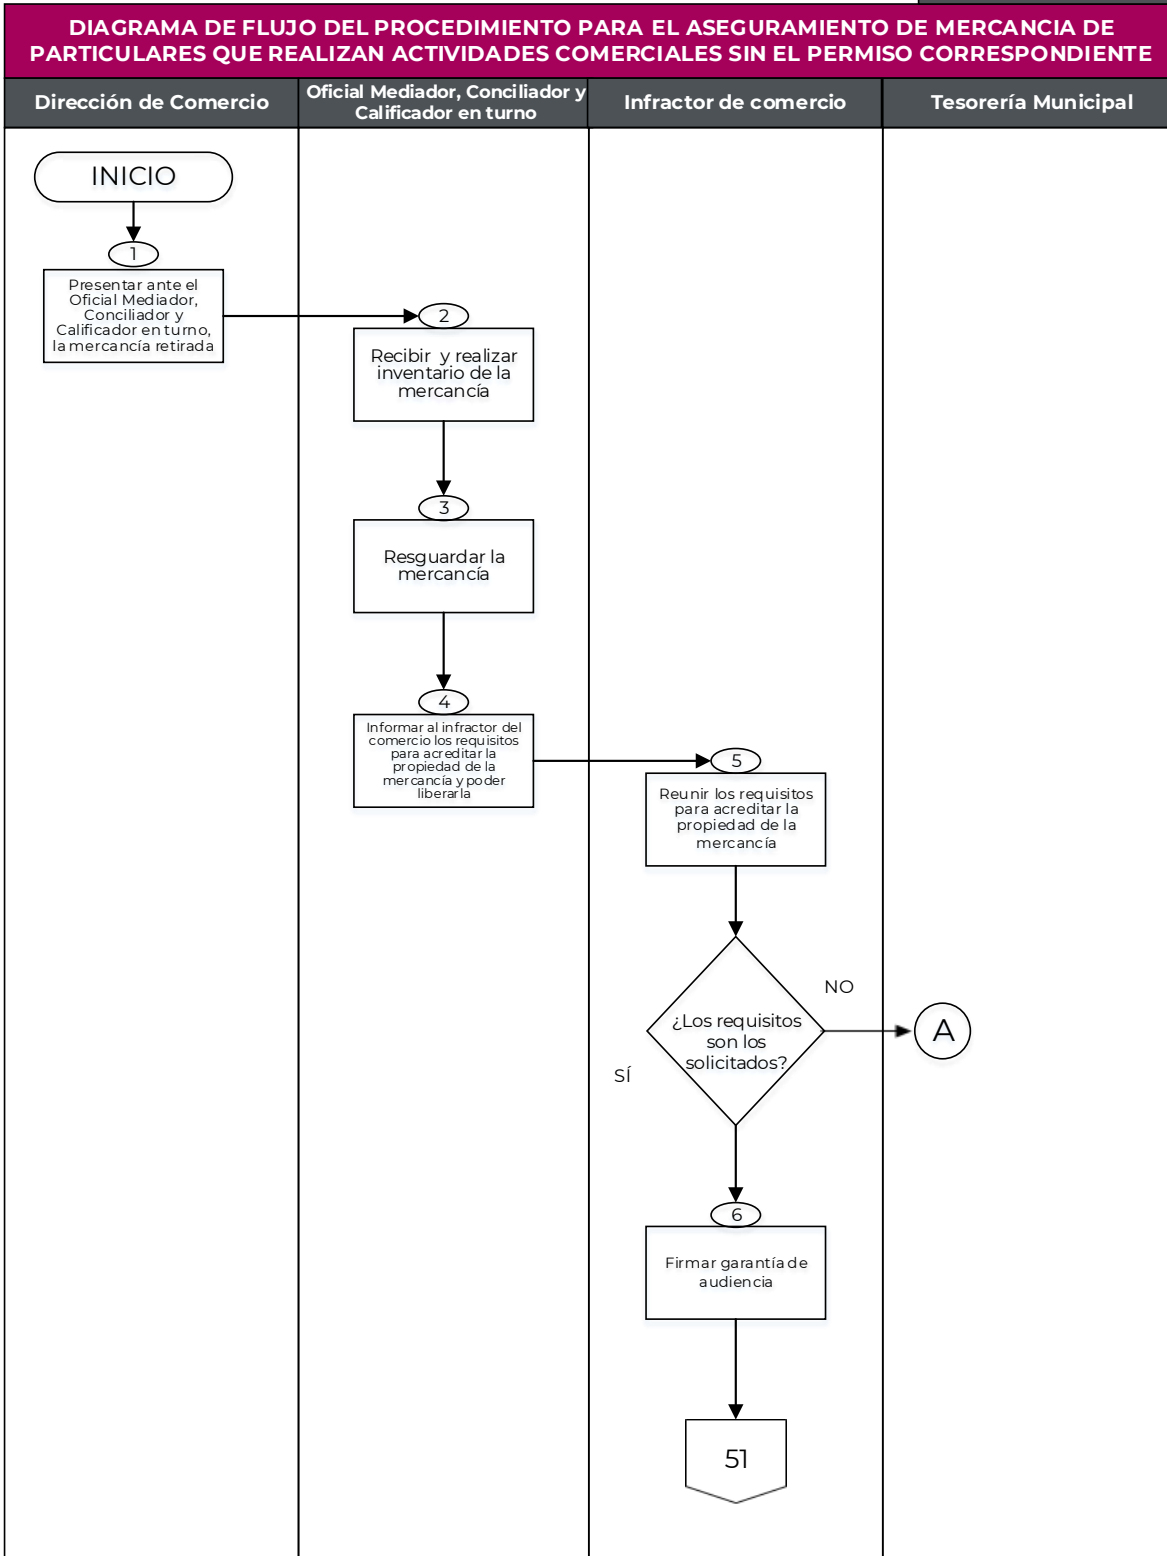 DIAGRAMA DE FLUJO DEL PROCEDIMIENTO PARA EL ASEGURAMIENTO DE MERCANCIA DE
PARTICULARES QUE REALIZAN ACTIVIDADES COMERCIALES SIN EL PERMISO CORRESPONDIENTE
Dirección de Comercio
Oficial Mediador, Conciliador y
Calificador en turno
Infractor de comercio
Tesorería Municipal
INICIO
1
Presentar ante el
Oficial Mediador,
Conciliador y
Calificador en turno,
la mercancía retirada
2
Recibir y realizar
inventario de la
mercancía
3
Resguardar la
mercancía
4
Informar al infractor del
comercio los requisitos
para acreditar la
propiedad de la
mercancía y poder
liberarla
5
Reunir los requisitos
para acreditar la
propiedad de la
mercancía
¿Los requisitos
son los
solicitados?
NO
A
SÍ
6
Firmar garantía de
audiencia
51